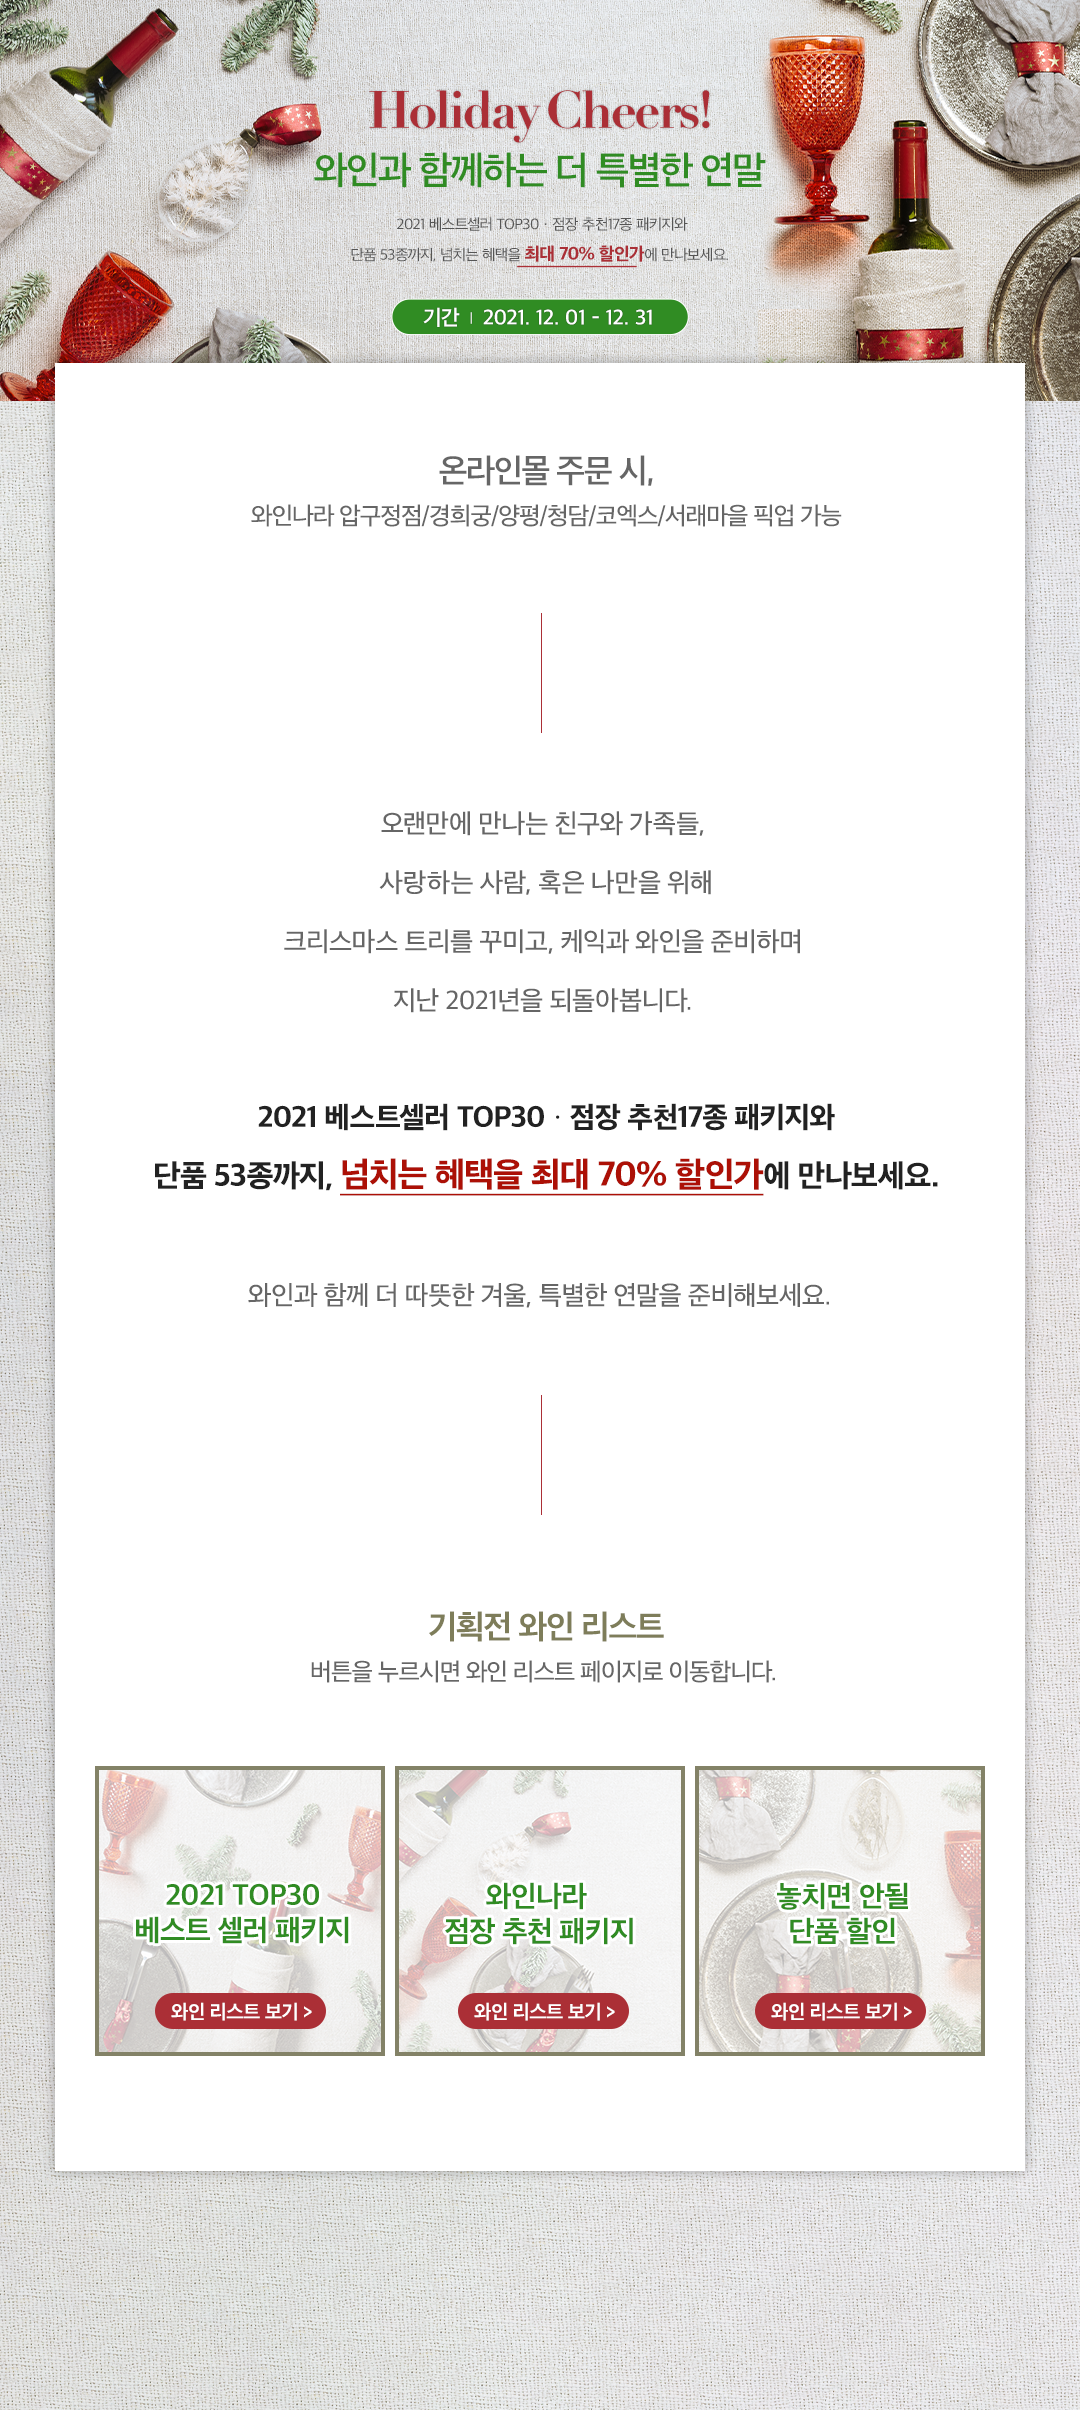 Holiday Cheers!
와인과 함께하는 더 특별한 연말
2021 베스트셀러 TOP30 · 점장 추천17종 패키지와
단품 53종까지, 넘치는 혜택을 최대 70% 할인가에 만나보세요.
기간 | 2021. 12. 01 - 12. 31
온라인몰 주문 시,
와인나라 압구정점/경희궁/양평/청담/코엑스/서래마을 픽업 가능
오랜만에 만나는 친구와 가족들,
사랑하는 사람, 혹은 나만을 위해
크리스마스 트리를 꾸미고, 케익과 와인을 준비하며
지난 2021년을 되돌아봅니다.
2021 베스트셀러 TOP30 · 점장 추천17종 패키지와
단품 53종까지, 넘치는 혜택을 최대 70% 할인가에 만나보세요.
와인과 함께 더 따뜻한 겨울, 특별한 연말을 준비해보세요.
기획전 와인 리스트
버튼을 누르시면 와인 리스트 페이지로 이동합니다.
2021 TOP30
베스트 셀러 패키지
와인 리스트 보기 >
와인나라
점장 추천 패키지
와인 리스트 보기 >
놓치면 안될
단품 할인
와인 리스트 보기 >